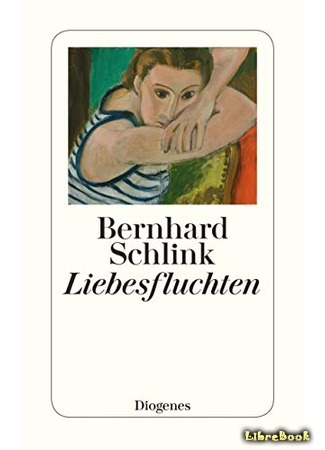 Bernhard
Schlink
Liebesfluchten
Diogenes
LibreBook